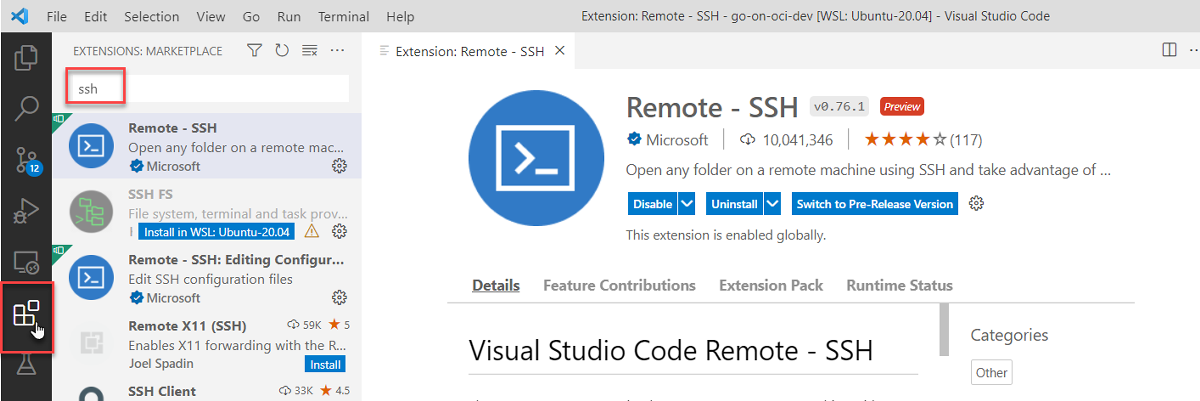 File Edit Selection View Go Run Terminal Help
Extension: Remote - SSH - go-on-oci-dev [WSL: Ubuntu-20.04] - Visual Studio Code
EXTENSIONS: MARKETPLACE
ssh
Remote - SSH
Open any folder on a remote mac...
Microsoft
SSH FS
File system, terminal and task prov...
Install in WSL: Ubuntu-20.04
Remote - SSH: Editing Configur...
Edit SSH configuration files
Microsoft
Remote X11 (SSH) 59K 5
Enables X11 forwarding with the R...
Joel Spadin Install
SSH Client 33K 4.5
12
Extension: Remote - SSH
Remote - SSH v0.76.1 Preview
Microsoft 10,041,346 (117)
Open any folder on a remote machine using SSH and take advantage of ...
Disable Uninstall Switch to Pre-Release Version
This extension is enabled globally.
Details Feature Contributions Extension Pack Runtime Status
Visual Studio Code Remote - SSH
Categories
Other